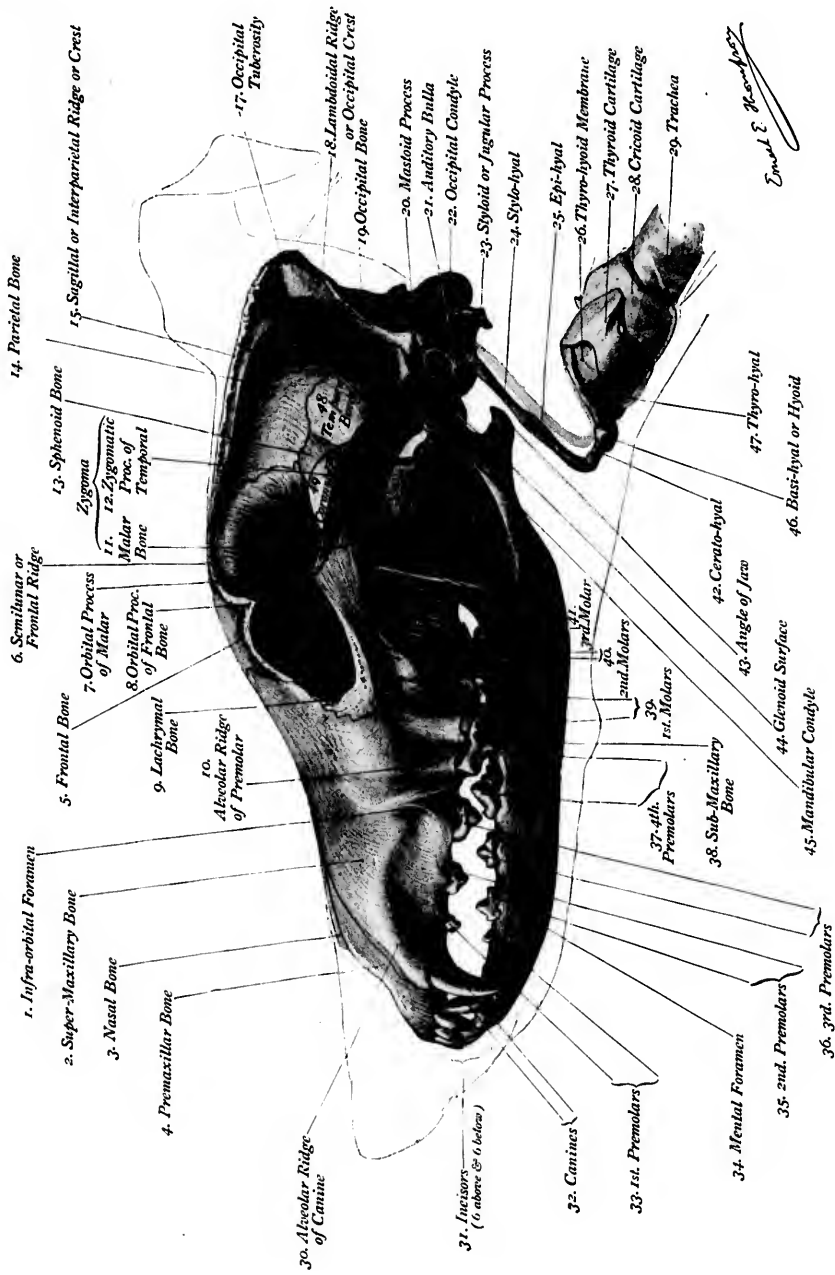 1. Infra-orbital Foramen
2. Super-Maxillary Bone
3. Nasal Bone
4. Premaxillar Bone
5. Frontal Bone
6. Semilunar or
Frontal Ridge
7. Orbital Process
of Malar
8. Orbital Proc.
of Frontal
Bone
9. Lachrymal
Bone
10.
Alveolar Ridge
of Premolar
Zygoma
11.
Malar
Bone
12. Zygomatic
Proc. of
Temporal
13. Sphenoid Bone
14. Parietal Bone
15. Sagillal or Interparietal Ridge or Crest
17. Occipital
Tuberosity
18. Lambdoidal Ridge
or Occipital Crest
19. Occipital Bone
20. Mastoid Process
21. Auditory Bulla
22. Occipital Condyle
23. Styloid or Jugular Process
24. Stylo-hyal
25. Epi-hyal
26. Thyro-hyoid Membrane
27. Thyroid Cartilage
28. Cricoid Cartilage
29. Trachea
30. Alveolar Ridge
of Canine
31. Incisors
(6 above & 6 below)
32. Canines
33. 1st. Premolars
34. Mental Foramen
35. 2nd. Premolars
36. 3rd. Premolars
37. 4th.
Premolars
38. Sub-Maxillary
Bone
39.
1st. Molars
40.
2nd. Molars
41.
3rd. Molar
42. Cerato-hyal
43. Angle of Jaw
44. Glenoid Surface
45. Mandibular Condyle
46. Basi-hyal or Hyoid
47. Thyro-hyal
48.
49